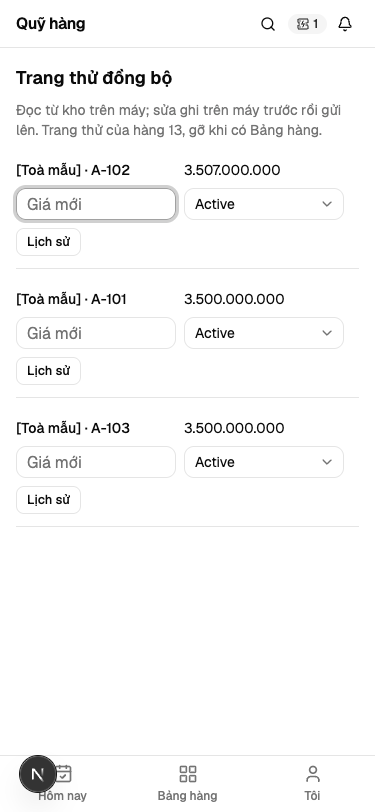 Quỹ hàng
1
Trang thử đồng bộ
Đọc từ kho trên máy; sửa ghi trên máy trước rồi gửi
lên. Trang thử của hàng 13, gỡ khi có Bảng hàng.
[Toà mẫu] · A-102 3.507.000.000
Giá mới Active
Lịch sử
[Toà mẫu] · A-101 3.500.000.000
Giá mới Active
Lịch sử
[Toà mẫu] · A-103 3.500.000.000
Giá mới Active
Lịch sử
N
Hôm nay Bảng hàng Tôi